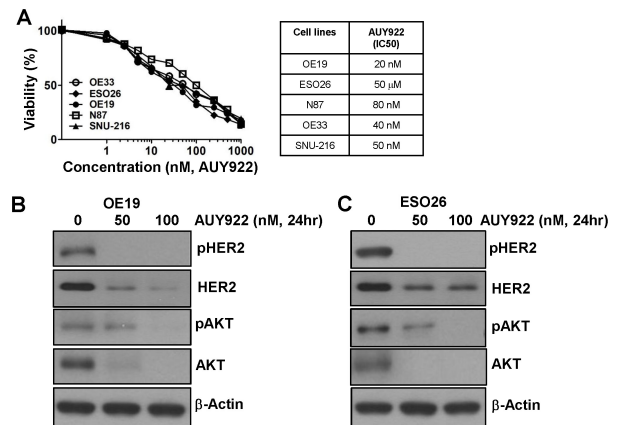 A
100
50
0
Viability (%)
OE33
ESO26
OE19
N87
SNU-216
1
10
100
1000
Concentration (nM, AUY922)
Cell lines AUY922 (IC50)
OE19 20 nM
ESO26 50 μM
N87 80 nM
OE33 40 nM
SNU-216 50 nM
B
OE19
0 50 100 AUY922 (nM, 24hr)
pHER2
HER2
pAKT
AKT
β-Actin
C
ESO26
0 50 100 AUY922 (nM, 24hr)
pHER2
HER2
pAKT
AKT
β-Actin